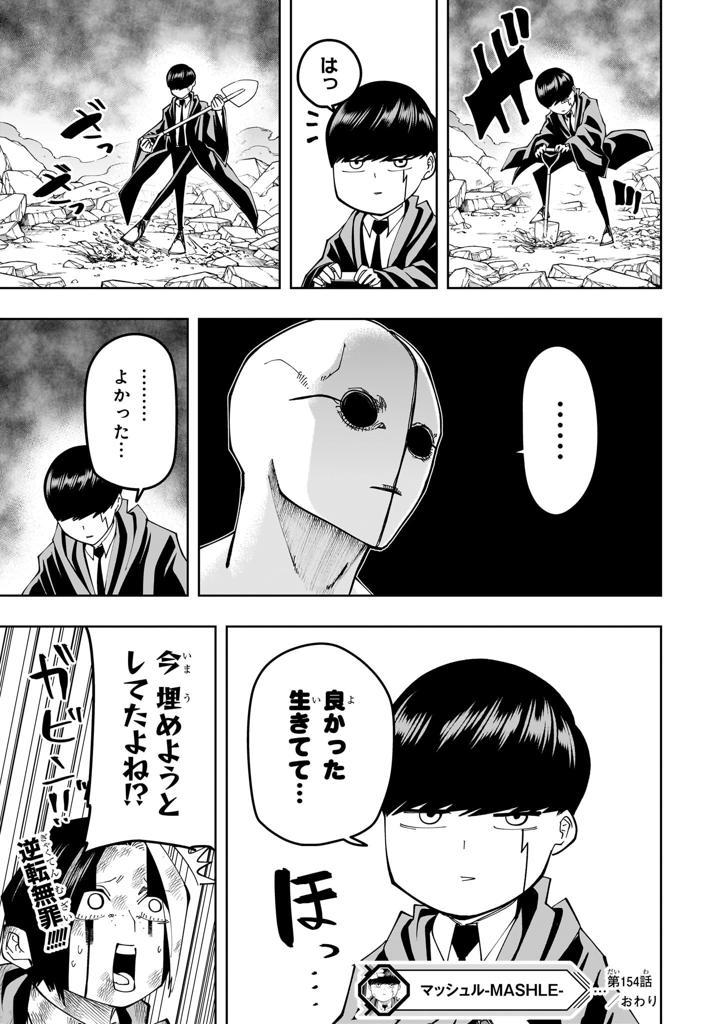 ザッ
はっ
ザッ
ザッ
‥‥‥
‥‥‥‥
よかった…
良かった
生きてて…
ほっ…‥
今 埋めようと
してたよね!?
ガビーン!!
逆転無罪!!!!!
マッシュル-MASHLE-
…第154話
／おわり